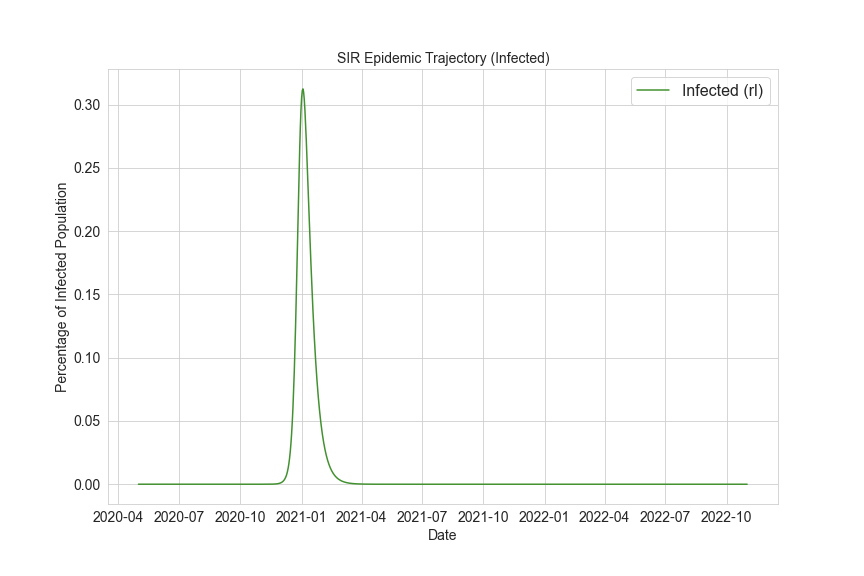 SIR Epidemic Trajectory (Infected)
Infected (rI)
Percentage of Infected Population
0.30
0.25
0.20
0.15
0.10
0.05
0.00
2020-04 2020-07 2020-10 2021-01 2021-04 2021-07 2021-10 2022-01 2022-04 2022-07 2022-10
Date